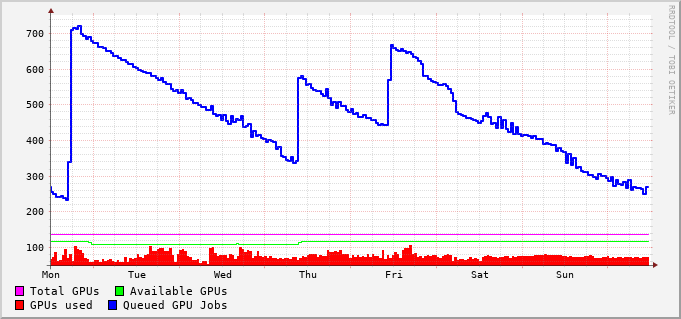 700
600
500
400
300
200
100
Mon Tue Wed Thu Fri Sat Sun
Total GPUs Available GPUs
GPUs used Queued GPU Jobs
RRDTOOL / TOBI OETIKER